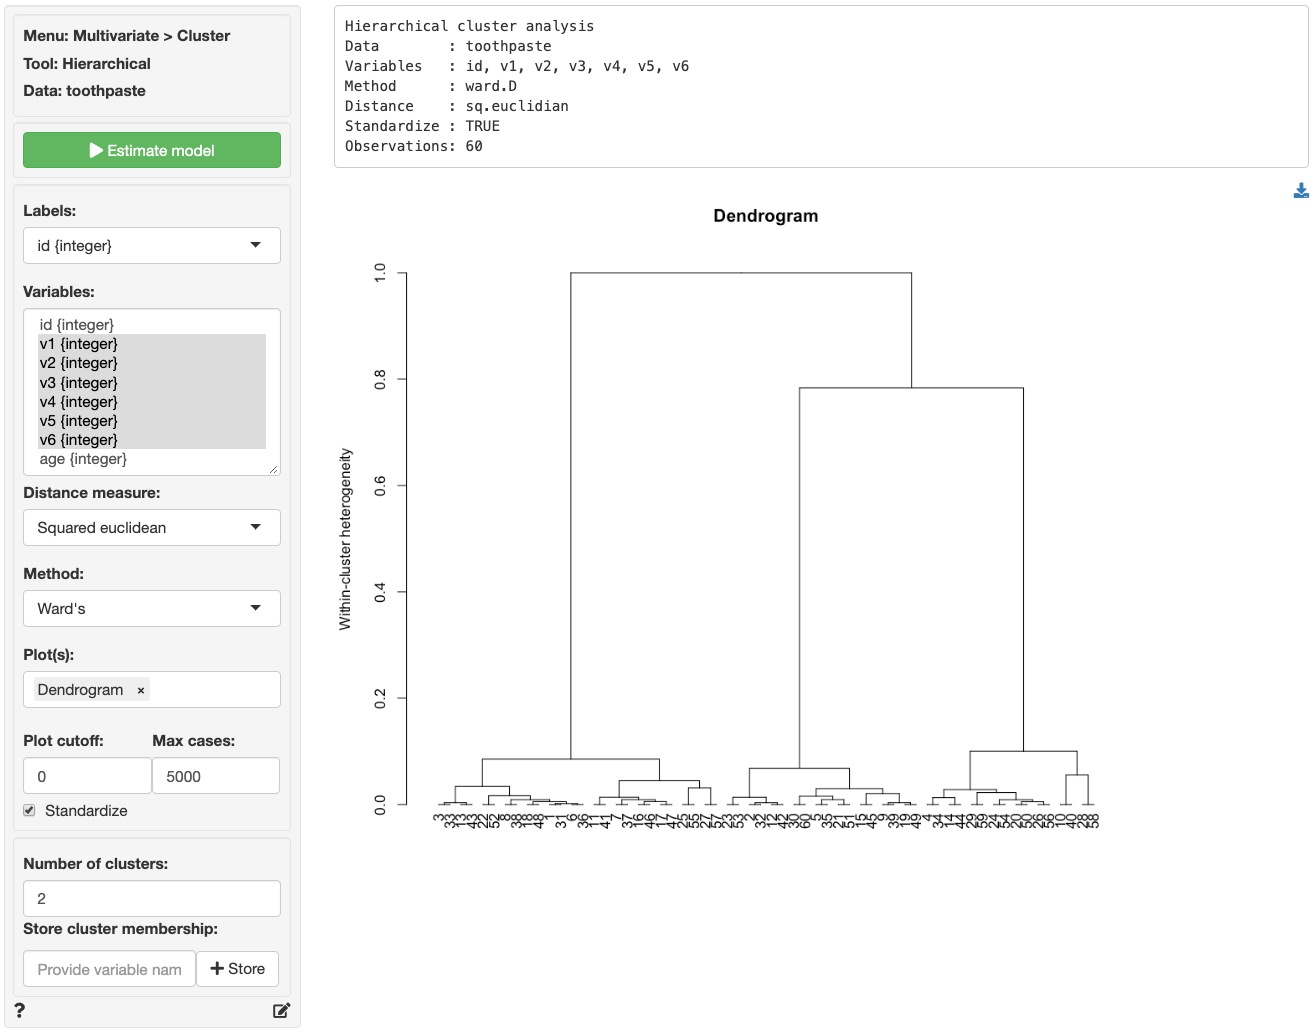 Menu: Multivariate > Cluster
Tool: Hierarchical
Data: toothpaste
Estimate model
Labels:
id {integer}
Variables:
id {integer}
v1 {integer}
v2 {integer}
v3 {integer}
v4 {integer}
v5 {integer}
v6 {integer}
age {integer}
Distance measure:
Squared euclidean
Method:
Ward's
Plot(s):
Dendrogram ×
Plot cutoff: Max cases:
0 5000
Standardize
Number of clusters:
2
Store cluster membership:
Provide variable nam + Store
?
Hierarchical cluster analysis
Data : toothpaste
Variables : id, v1, v2, v3, v4, v5, v6
Method : ward.D
Distance : sq.euclidian
Standardize : TRUE
Observations: 60
Dendrogram
Within-cluster heterogeneity
1.0
0.8
0.6
0.4
0.2
0.0
3 33 13 43 22 52 8 38 18 48 1 31 6 36 11 41 7 37 16 46 17 47 25 55 27 57 23 53 2 32 12 42 30 60 5 35 21 51 15 45 9 39 19 49 4 34 14 44 29 59 24 54 20 50 26 56 10 40 28 58